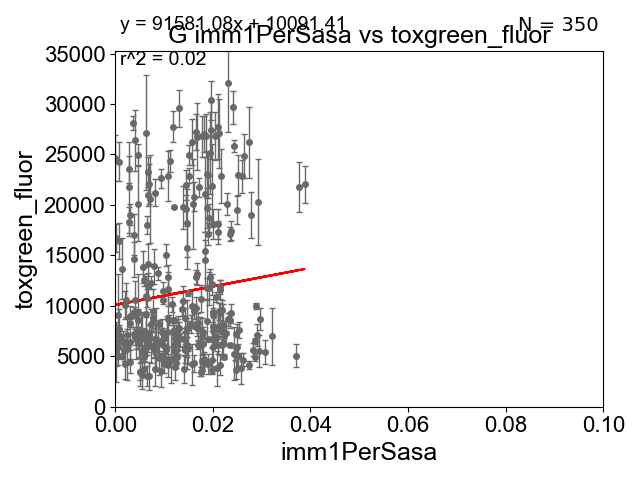 y = 91581.08x + 10091.41
N = 350
G imm1PerSasa vs toxgreen_fluor
r^2 = 0.02
35000
30000
25000
20000
15000
10000
5000
0
toxgreen_fluor
0.00 0.02 0.04 0.06 0.08 0.10
imm1PerSasa